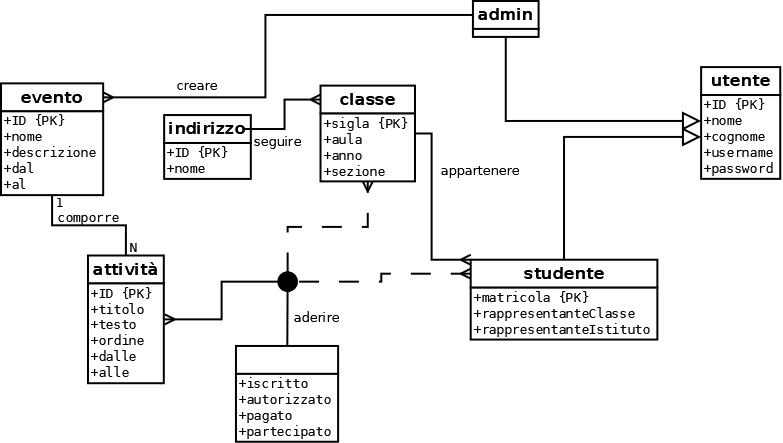 admin
creare
evento
+ID {PK}
+nome
+descrizione
+dal
+al
indirizzo
+ID {PK}
+nome
seguire
classe
+sigla {PK}
+aula
+anno
+sezione
appartenere
utente
+ID {PK}
+nome
+cognome
+username
+password
1
comporre
N
attività
+ID {PK}
+titolo
+testo
+ordine
+dalle
+alle
aderire
studente
+matricola {PK}
+rappresentanteClasse
+rappresentanteIstituto
+iscritto
+autorizzato
+pagato
+partecipato